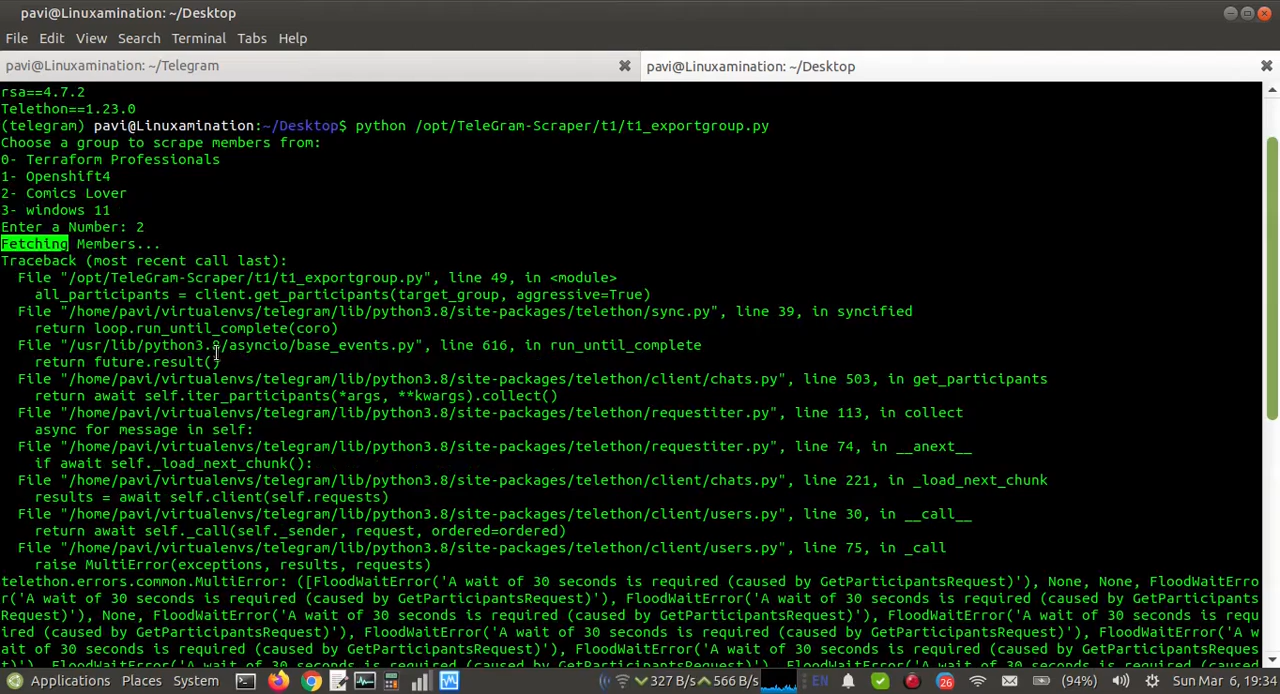 pavi@Linuxamination: ~/Desktop
File Edit View Search Terminal Tabs Help
pavi@Linuxamination: ~/Telegram
pavi@Linuxamination: ~/Desktop
rsa==4.7.2
Telethon==1.23.0
(telegram) pavi@Linuxamination:~/Desktop$ python /opt/TeleGram-Scraper/t1/t1_exportgroup.py
Choose a group to scrape members from:
0- Terraform Professionals
1- Openshift4
2- Comics Lover
3- windows 11
Enter a Number: 2
Fetching Members...
Traceback (most recent call last):
  File "/opt/TeleGram-Scraper/t1/t1_exportgroup.py", line 49, in <module>
    all_participants = client.get_participants(target_group, aggressive=True)
  File "/home/pavi/virtualenvs/telegram/lib/python3.8/site-packages/telethon/sync.py", line 39, in syncified
    return loop.run_until_complete(coro)
  File "/usr/lib/python3.8/asyncio/base_events.py", line 616, in run_until_complete
    return future.result()
  File "/home/pavi/virtualenvs/telegram/lib/python3.8/site-packages/telethon/client/chats.py", line 503, in get_participants
    return await self.iter_participants(*args, **kwargs).collect()
  File "/home/pavi/virtualenvs/telegram/lib/python3.8/site-packages/telethon/requestiter.py", line 113, in collect
    async for message in self:
  File "/home/pavi/virtualenvs/telegram/lib/python3.8/site-packages/telethon/requestiter.py", line 74, in __anext__
    if await self._load_next_chunk():
  File "/home/pavi/virtualenvs/telegram/lib/python3.8/site-packages/telethon/client/chats.py", line 221, in _load_next_chunk
    results = await self.client(self.requests)
  File "/home/pavi/virtualenvs/telegram/lib/python3.8/site-packages/telethon/client/users.py", line 30, in __call__
    return await self._call(self._sender, request, ordered=ordered)
  File "/home/pavi/virtualenvs/telegram/lib/python3.8/site-packages/telethon/client/users.py", line 75, in _call
    raise MultiError(exceptions, results, requests)
telethon.errors.common.MultiError: ([FloodWaitError('A wait of 30 seconds is required (caused by GetParticipantsRequest)'), None, None, FloodWaitErro
r('A wait of 30 seconds is required (caused by GetParticipantsRequest)'), FloodWaitError('A wait of 30 seconds is required (caused by GetParticipants
Request)'), None, FloodWaitError('A wait of 30 seconds is required (caused by GetParticipantsRequest)'), FloodWaitError('A wait of 30 seconds is requ
ired (caused by GetParticipantsRequest)'), FloodWaitError('A wait of 30 seconds is required (caused by GetParticipantsRequest)'), FloodWaitError('A w
ait of 30 seconds is required (caused by GetParticipantsRequest)'), FloodWaitError('A wait of 30 seconds is required (caused by GetParticipantsReques
t)'), FloodWaitError('A wait of 30 seconds is required (caused by GetParticipantsRequest)'), FloodWaitError('A wait of 30 seconds is required (caused
Applications Places System 327 B/s 566 B/s EN 26 (94%) Sun Mar 6, 19:34